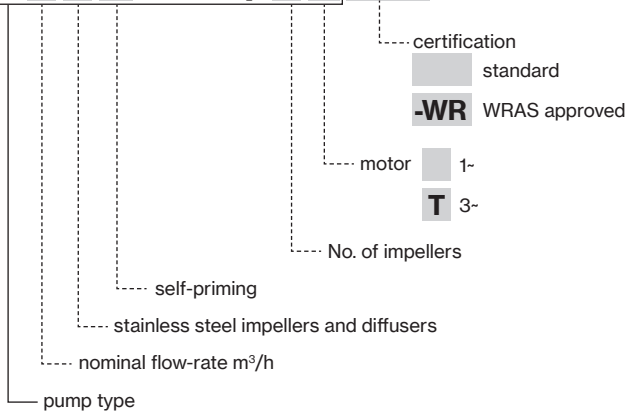 certification
standard
-WR WRAS approved
motor 1~
T 3~
No. of impellers
self-priming
stainless steel impellers and diffusers
nominal flow-rate m³/h
pump type